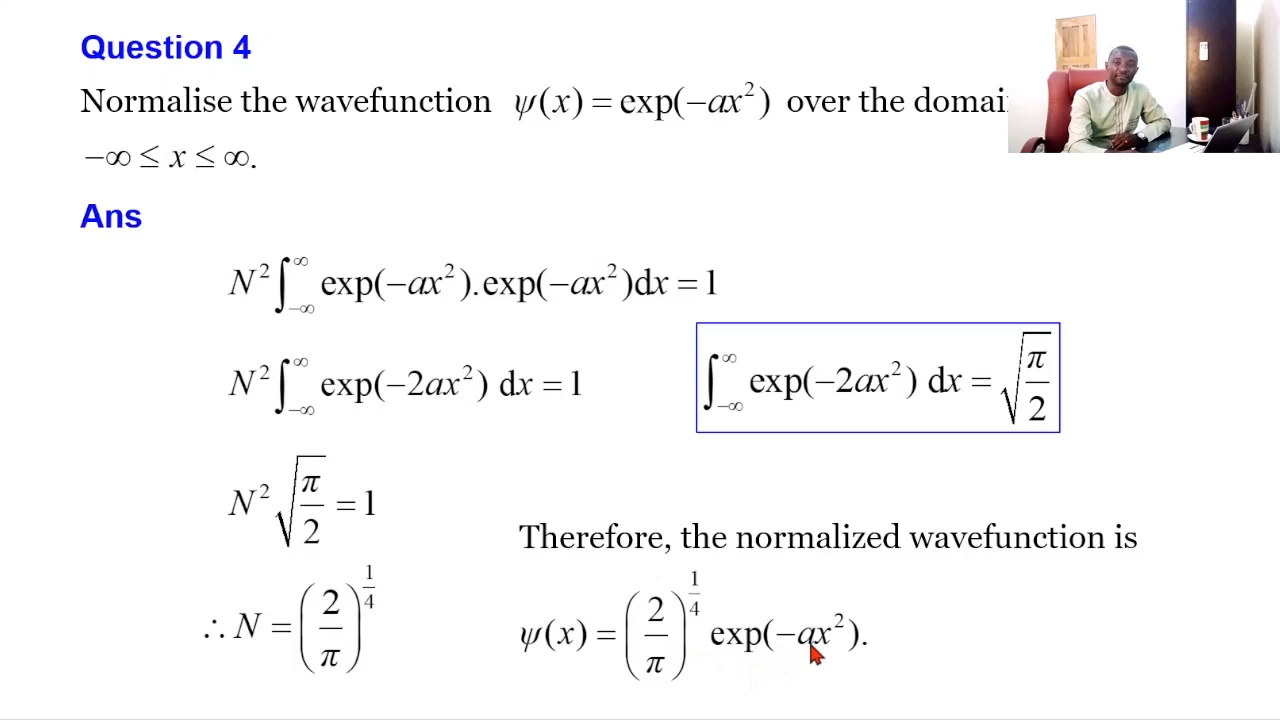 Question 4
Normalise the wavefunction ψ(x) = exp(−ax²) over the domai
−∞ ≤ x ≤ ∞.
Ans
N² ∫_{−∞}^{∞} exp(−ax²).exp(−ax²)dx = 1
N² ∫_{−∞}^{∞} exp(−2ax²) dx = 1
∫_{−∞}^{∞} exp(−2ax²) dx = √(π/2)
N² √(π/2) = 1
∴ N = (2/π)^{1/4}
Therefore, the normalized wavefunction is
ψ(x) = (2/π)^{1/4} exp(−ax²).